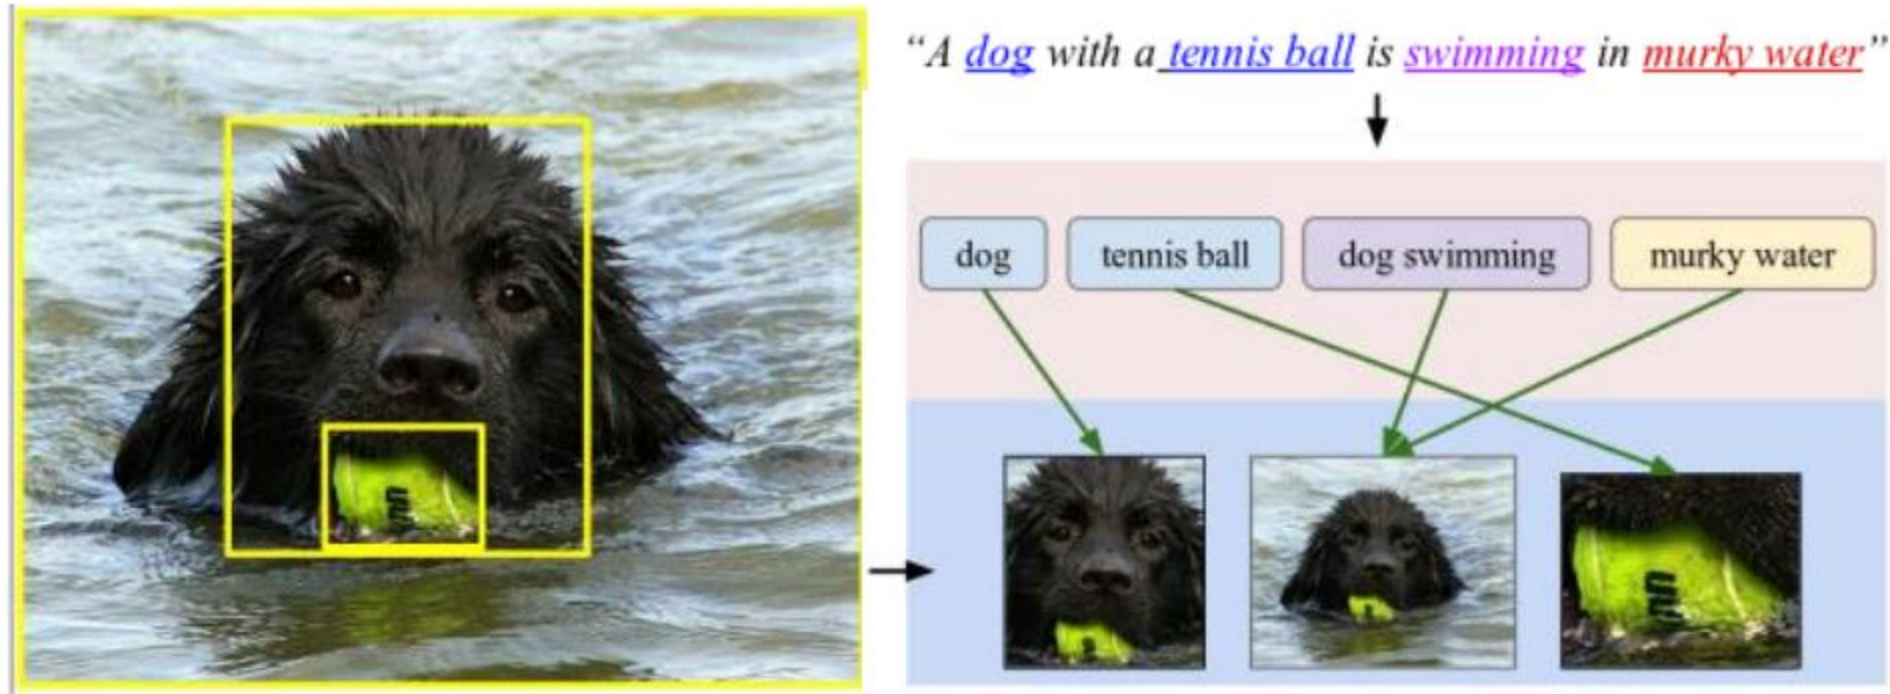 “A dog with a tennis ball is swimming in murky water”
dog
tennis ball
dog swimming
murky water